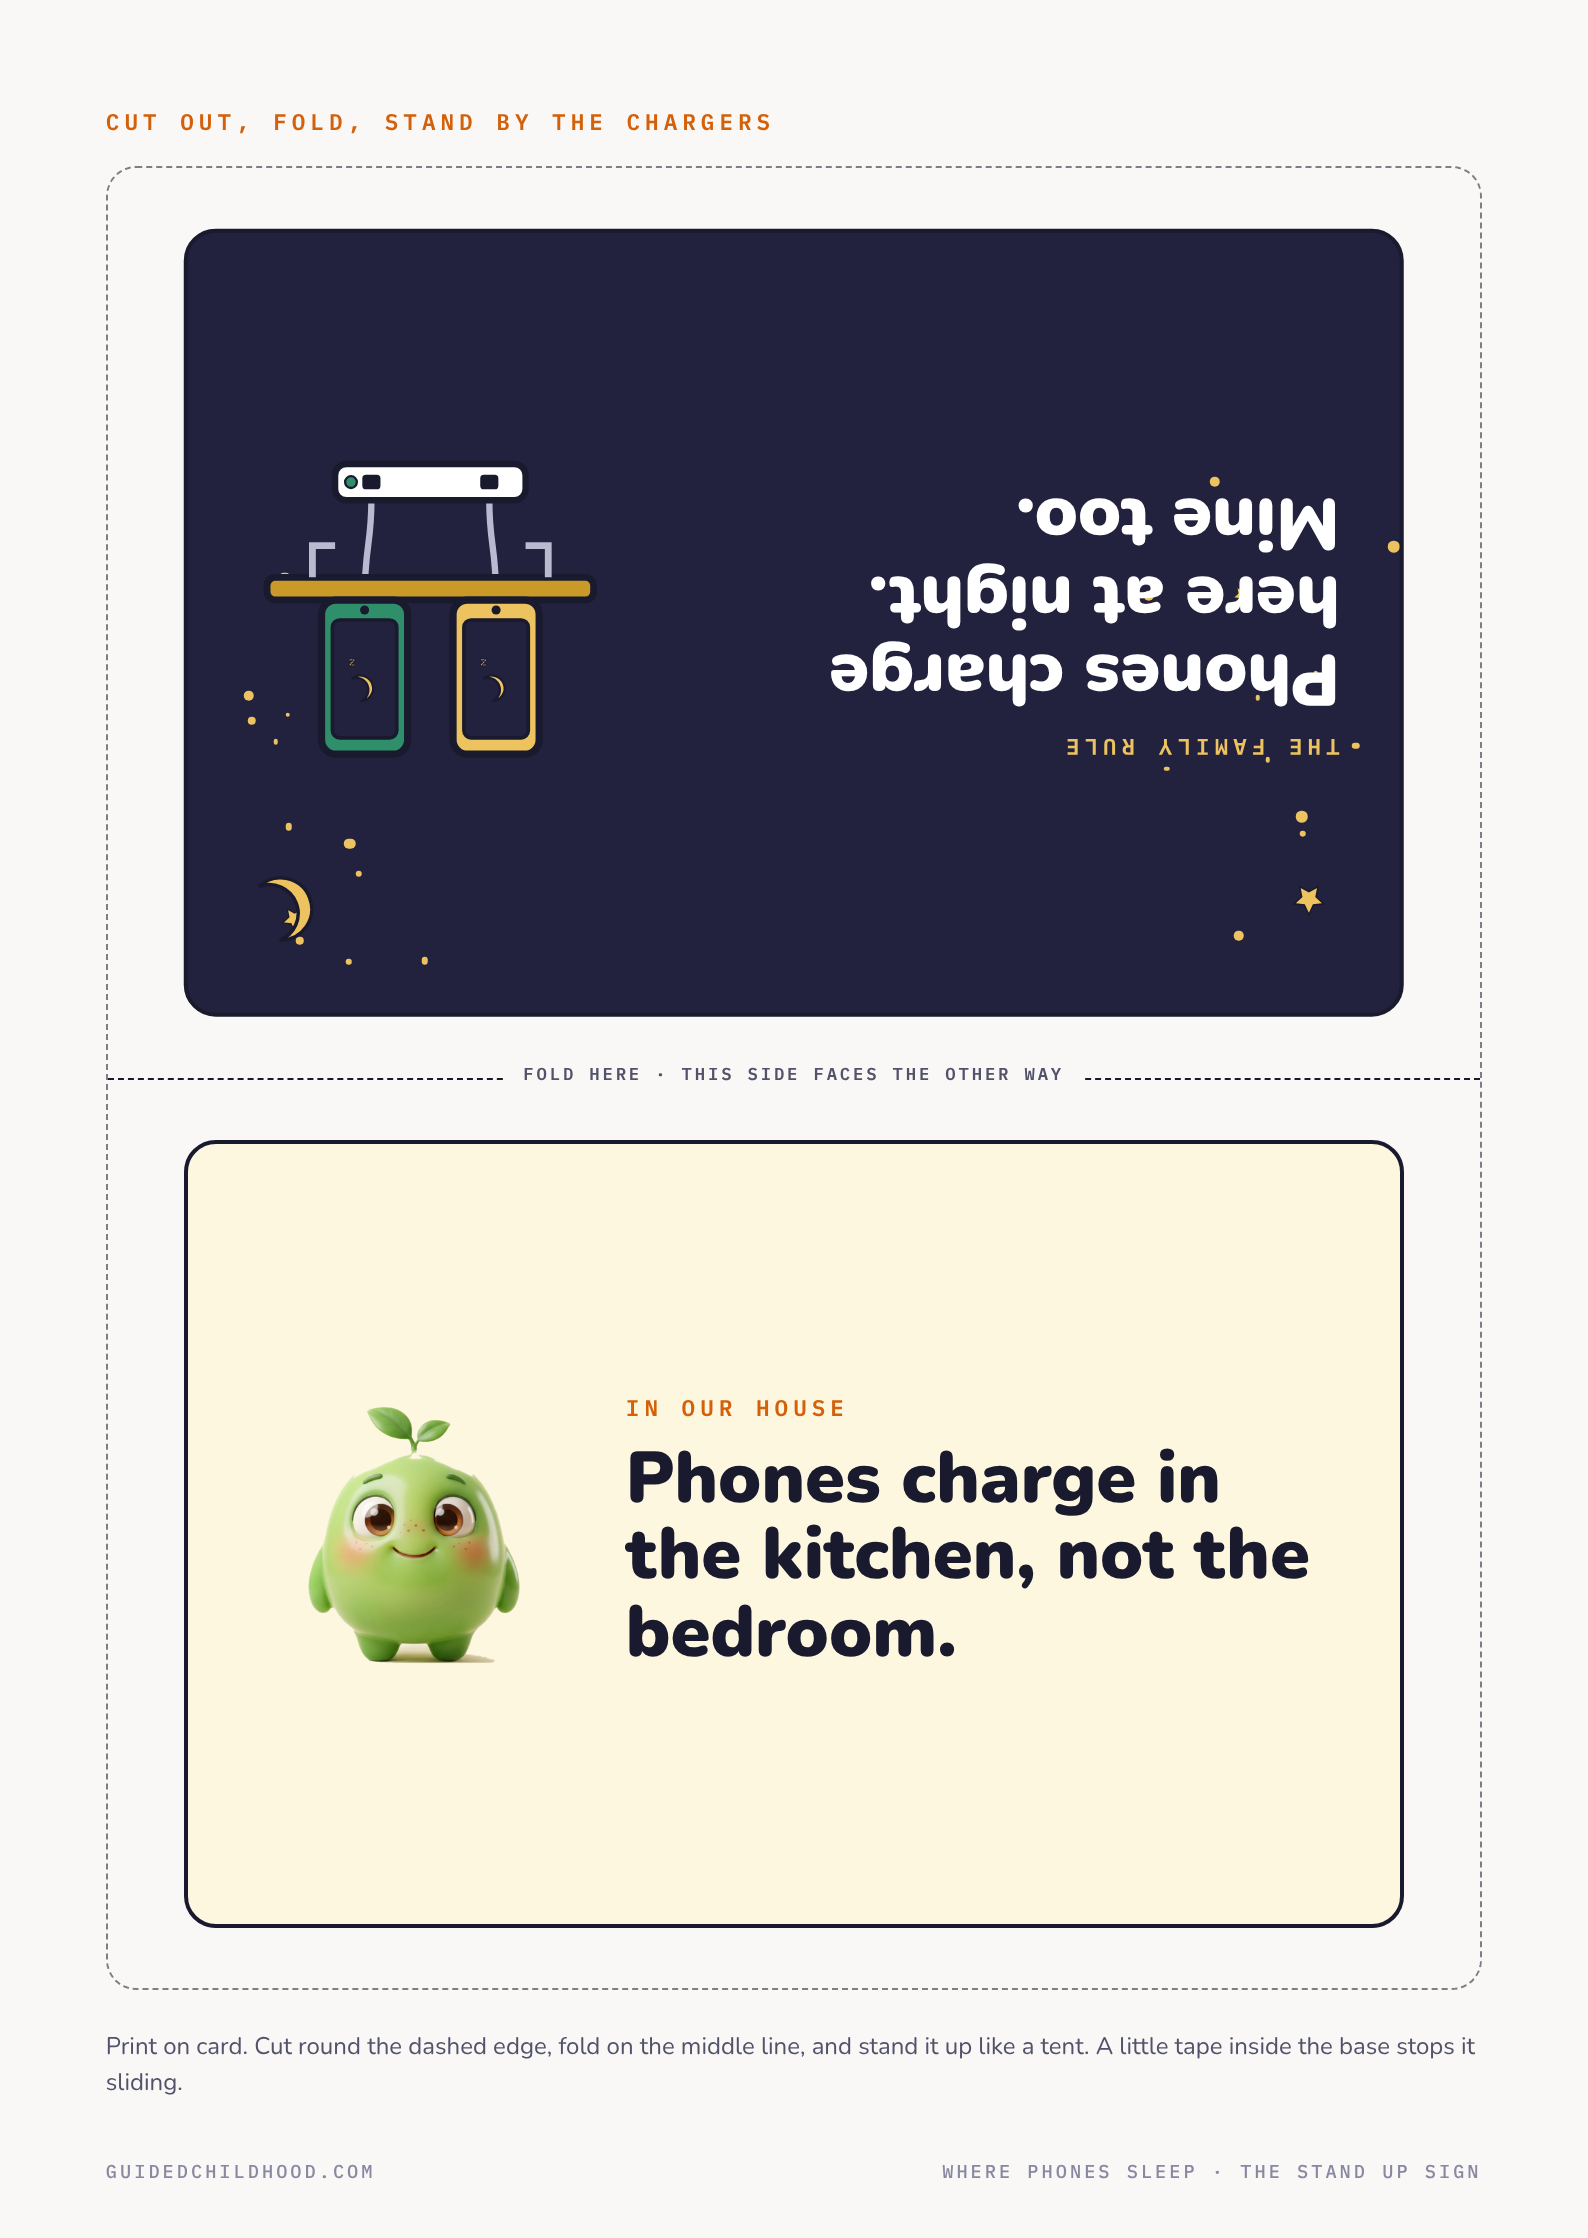 CUT OUT, FOLD, STAND BY THE CHARGERS
THE FAMILY RULE
Phones charge
here at night.
Mine too.
z
z
FOLD HERE · THIS SIDE FACES THE OTHER WAY
IN OUR HOUSE
Phones charge in
the kitchen, not the
bedroom.
Print on card. Cut round the dashed edge, fold on the middle line, and stand it up like a tent. A little tape inside the base stops it
sliding.
GUIDEDCHILDHOOD.COM
WHERE PHONES SLEEP · THE STAND UP SIGN